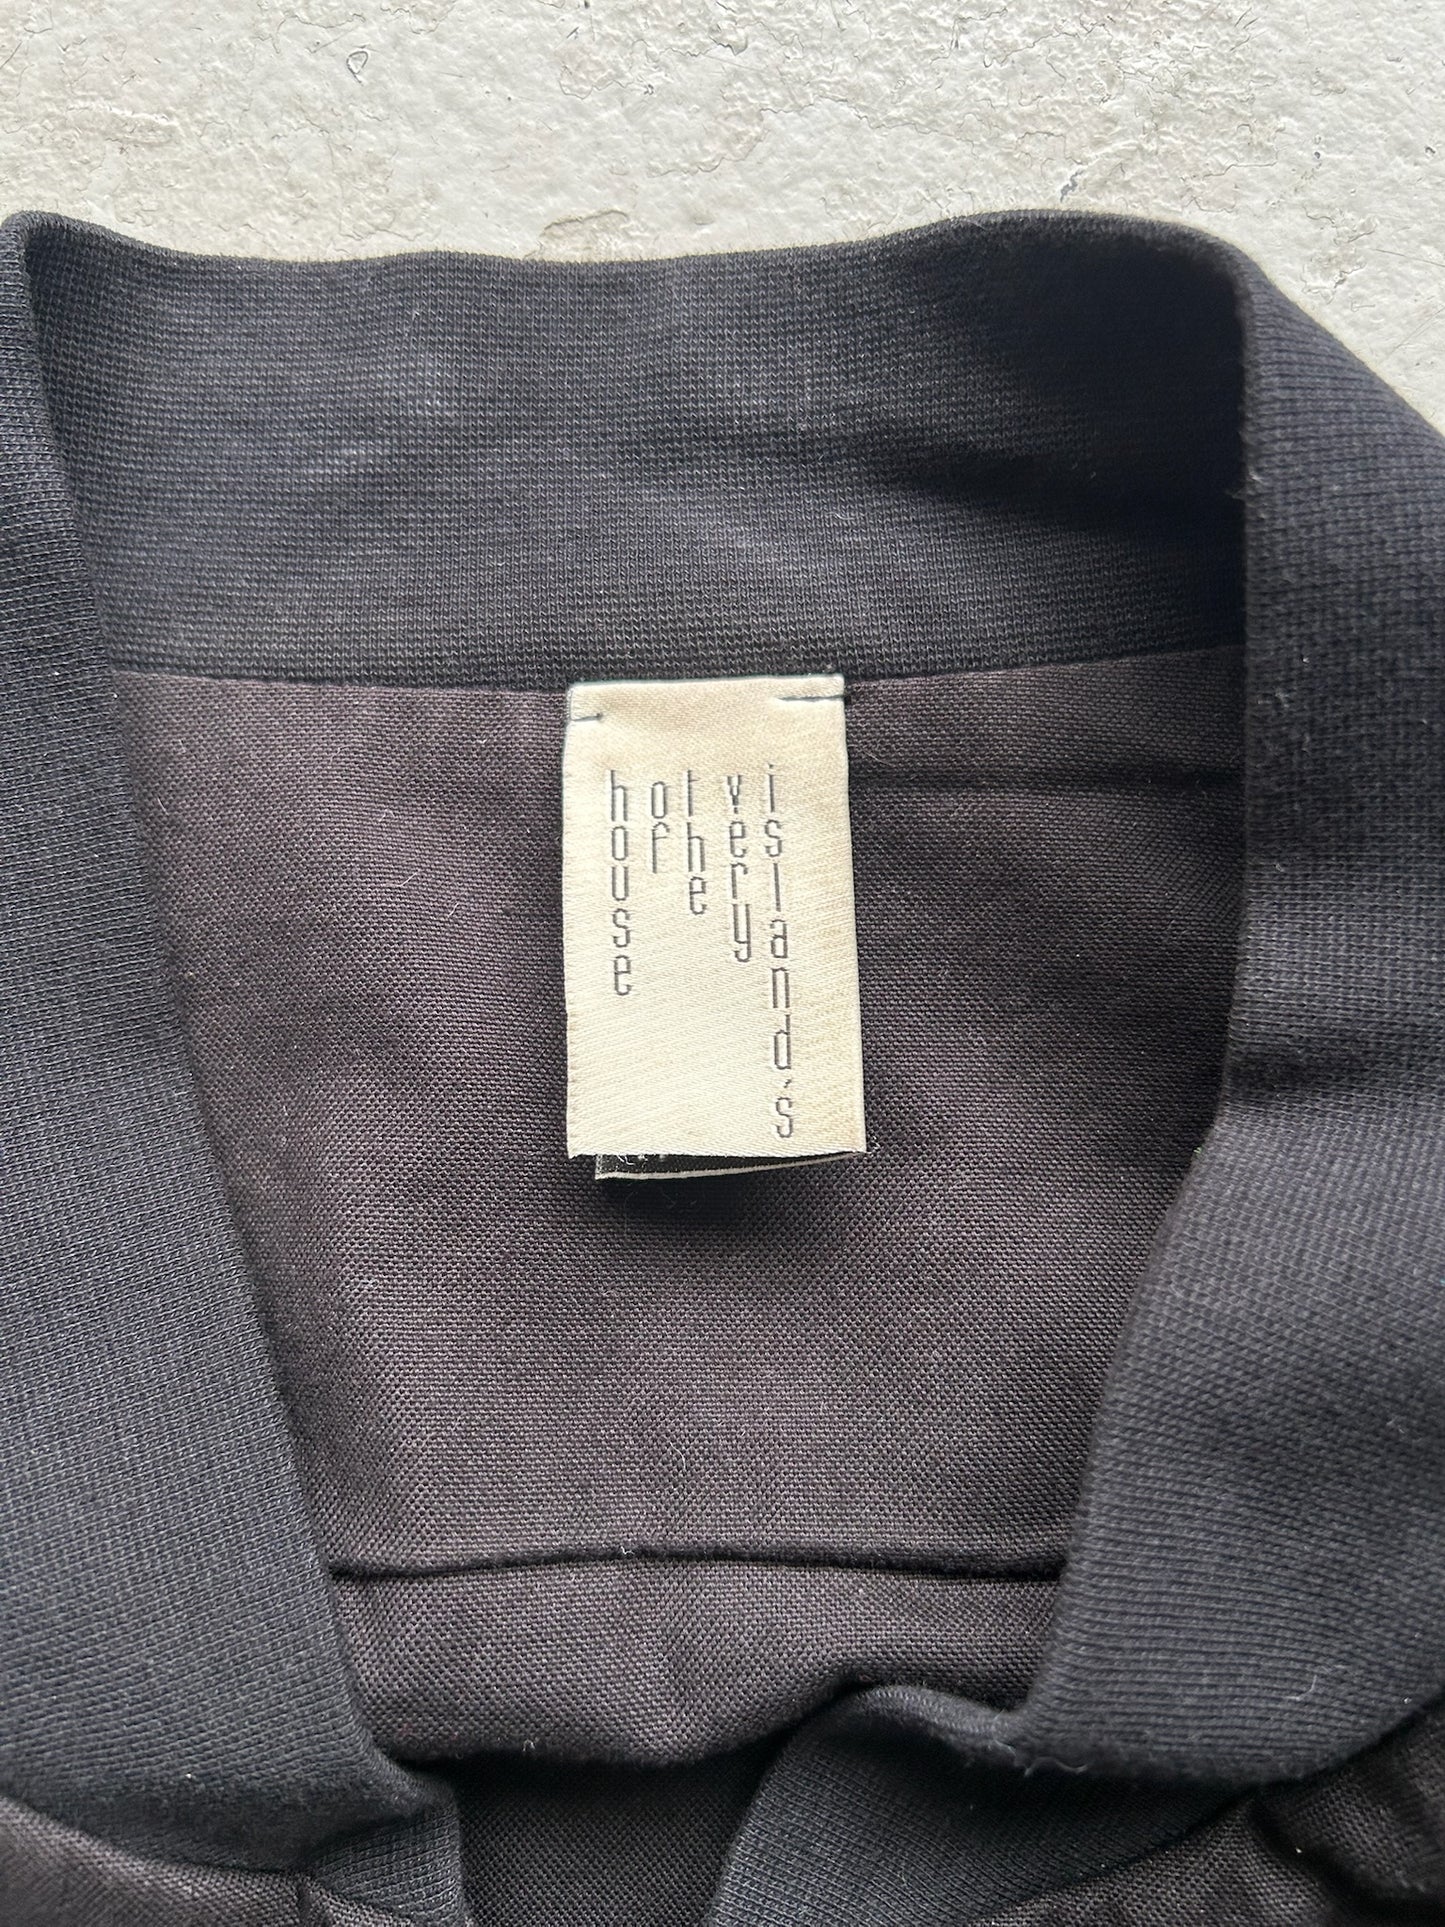 house
of
the
very
island's